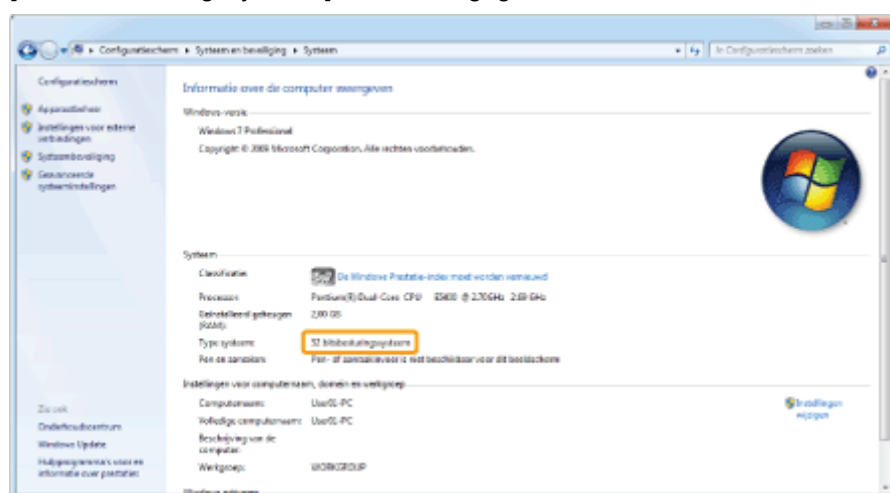 Configuratiescherm ▸ Systeem en beveiliging ▸ Systeem
In Configuratiescherm zoeken
Configuratiescherm
Apparaatbeheer
Instellingen voor externe
verbindingen
Systeembeveiliging
Geavanceerde
systeeminstellingen
Zie ook
Onderhoudscentrum
Windows Update
Hulpprogramma's voor en
informatie over prestaties
Informatie over de computer weergeven
Windows-versie
Windows 7 Professional
Copyright © 2009 Microsoft Corporation. Alle rechten voorbehouden.
Systeem
Classificatie:
De Windows Prestatie-index moet worden vernieuwd
Processor: Pentium(R) Dual-Core CPU E5400 @ 2.70GHz 2.69 GHz
Geïnstalleerd geheugen 2,00 GB
(RAM):
Type systeem: 32 bitsbesturingssysteem
Pen en aanraken: Pen- of aanraakinvoer is niet beschikbaar voor dit beeldscherm
Instellingen voor computernaam, domein en werkgroep
Computernaam: User01-PC
Instellingen
wijzigen
Volledige computernaam: User01-PC
Beschrijving van de
computer:
Werkgroep: WORKGROUP